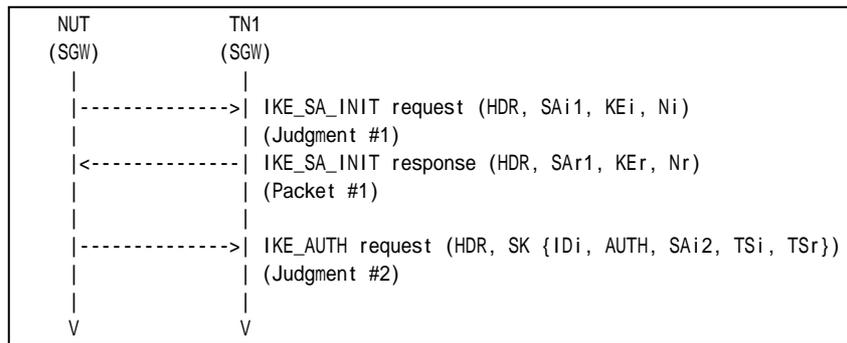 NUT TN1
(SGW) (SGW)
| |
|-------------->| IKE_SA_INIT request (HDR, SAi1, KEi, Ni)
| | (Judgment #1)
|<--------------| IKE_SA_INIT response (HDR, SAr1, KEr, Nr)
| | (Packet #1)
| |
|-------------->| IKE_AUTH request (HDR, SK {IDi, AUTH, SAi2, TSi, TSr})
| | (Judgment #2)
| |
V V